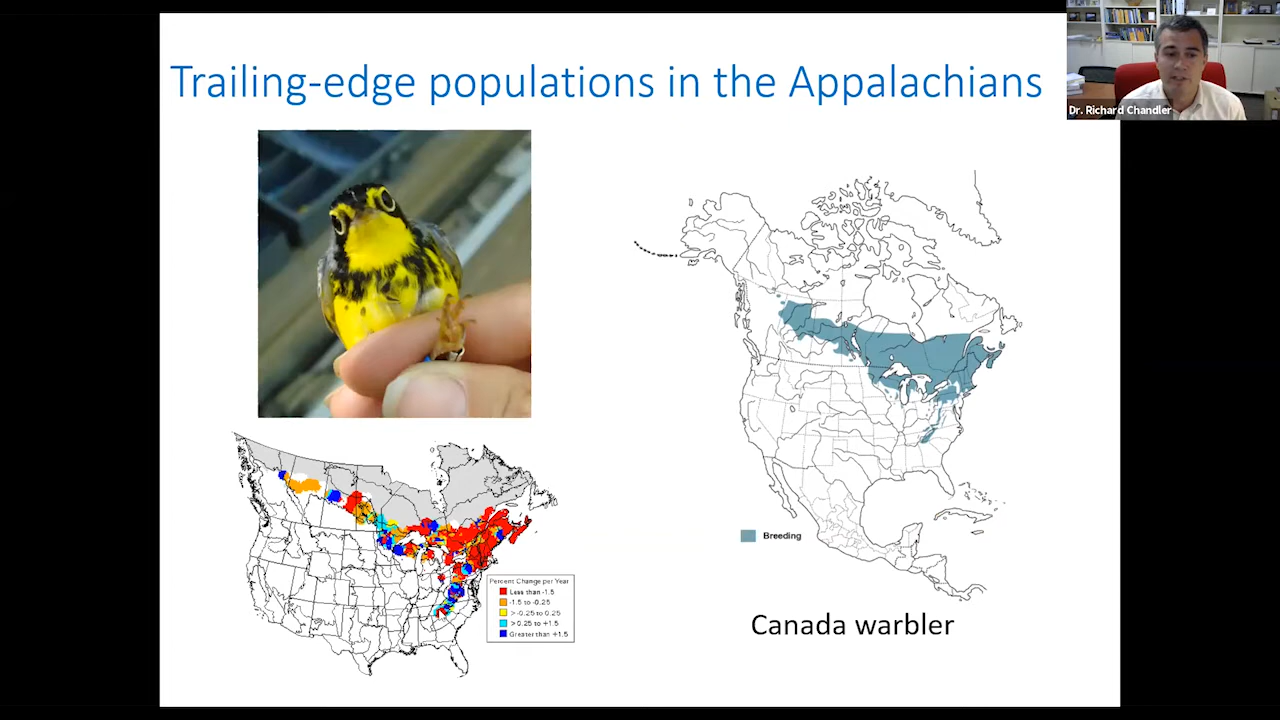 Trailing-edge populations in the Appalachians
Dr. Richard Chandler
Breeding
Percent Change per Year
Less than -1.5
-1.5 to -0.25
> -0.25 to 0.25
> 0.25 to +1.5
Greater than +1.5
Canada warbler